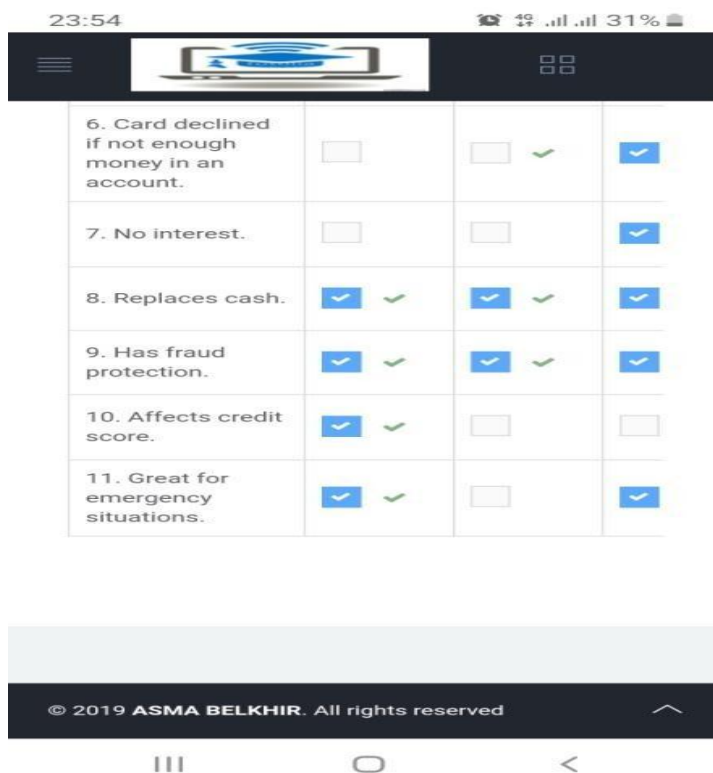 23:54
4G 31%
6. Card declined
if not enough
money in an
account.
7. No interest.
8. Replaces cash.
9. Has fraud
protection.
10. Affects credit
score.
11. Great for
emergency
situations.
© 2019 ASMA BELKHIR. All rights reserved